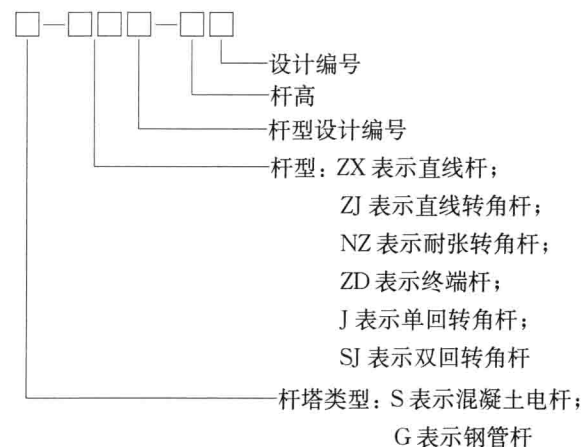 □—□□□—□□
设计编号
杆高
杆型设计编号
杆型：ZX 表示直线杆；
ZJ 表示直线转角杆；
NZ 表示耐张转角杆；
ZD 表示终端杆；
J 表示单回转角杆；
SJ 表示双回转角杆
杆塔类型：S 表示混凝土电杆；
G 表示钢管杆